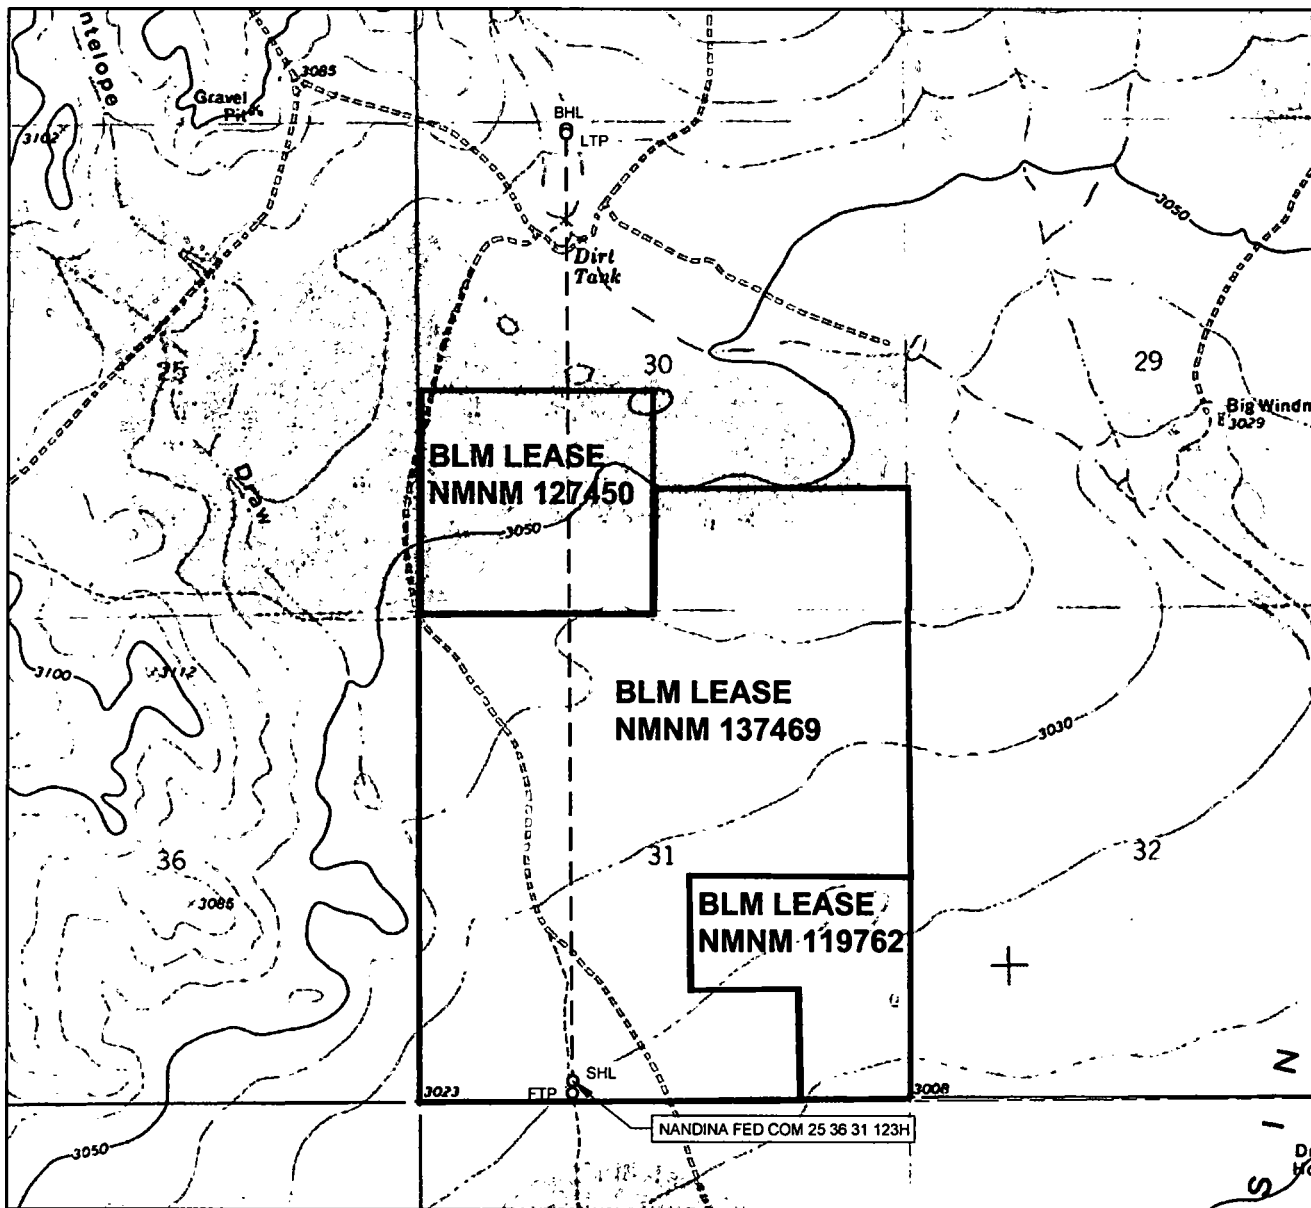 ntelope
3085
Gravel
Pit
3102
BHL
LTP
3050
Dirt
Tank
25
30
29
Big Windm
3029
BLM LEASE
NMNM 127450
Draw
3050
3100
3112
BLM LEASE
NMNM 137469
3030
36
31
32
3085
BLM LEASE
NMNM 119762
SHL
FTP
3023
3008
NANDINA FED COM 25 36 31 123H
3050
S I N
Dr
Ho